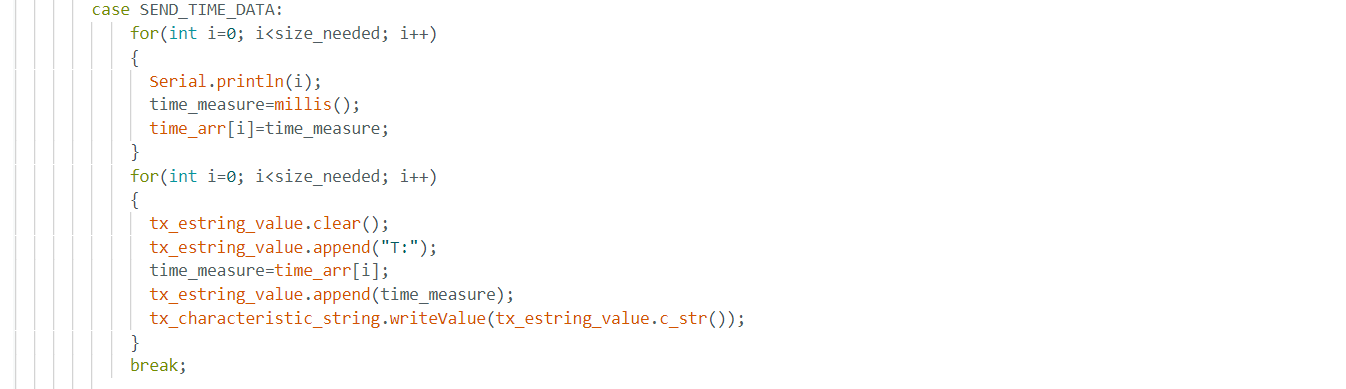 case SEND_TIME_DATA:
for(int i=0; i<size_needed; i++)
{
Serial.println(i);
time_measure=millis();
time_arr[i]=time_measure;
}
for(int i=0; i<size_needed; i++)
{
tx_estring_value.clear();
tx_estring_value.append("T:");
time_measure=time_arr[i];
tx_estring_value.append(time_measure);
tx_characteristic_string.writeValue(tx_estring_value.c_str());
}
break;